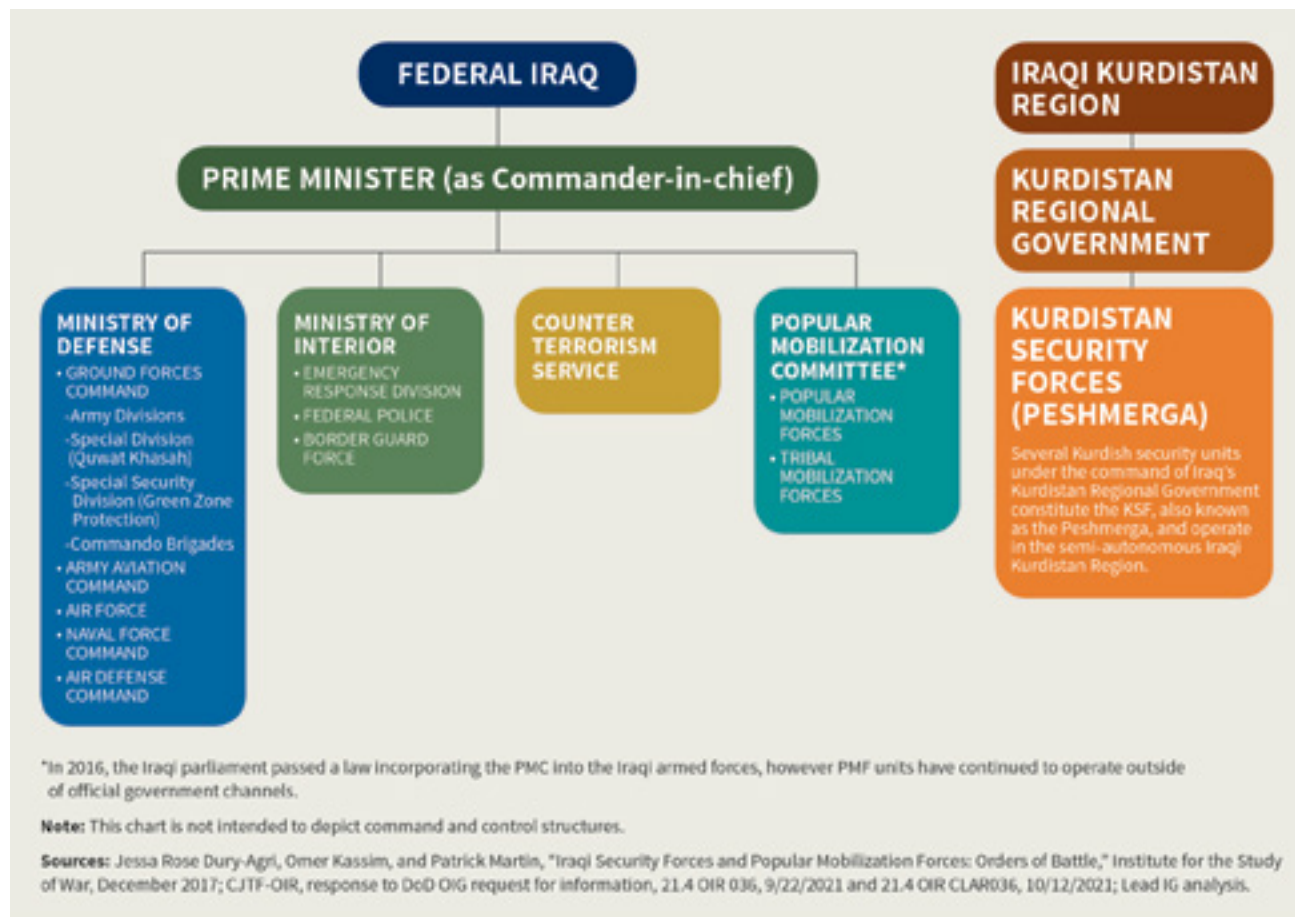 FEDERAL IRAQ
PRIME MINISTER (as Commander-in-chief)
MINISTRY OF
DEFENSE
• GROUND FORCES
COMMAND
-Army Divisions
-Special Division
(Quwat Khasah)
-Special Security
Division (Green Zone
Protection)
-Commando Brigades
• ARMY AVIATION
COMMAND
• AIR FORCE
• NAVAL FORCE
COMMAND
• AIR DEFENSE
COMMAND
MINISTRY OF
INTERIOR
• EMERGENCY
RESPONSE DIVISION
• FEDERAL POLICE
• BORDER GUARD
FORCE
COUNTER
TERRORISM
SERVICE
POPULAR
MOBILIZATION
COMMITTEE*
• POPULAR
MOBILIZATION
FORCES
• TRIBAL
MOBILIZATION
FORCES
IRAQI KURDISTAN
REGION
KURDISTAN
REGIONAL
GOVERNMENT
KURDISTAN
SECURITY
FORCES
(PESHMERGA)
Several Kurdish security units
under the command of Iraq's
Kurdistan Regional Government
constitute the KSF, also known
as the Peshmerga, and operate
in the semi-autonomous Iraqi
Kurdistan Region.
*In 2016, the Iraqi parliament passed a law incorporating the PMC into the Iraqi armed forces, however PMF units have continued to operate outside
of official government channels.
Note: This chart is not intended to depict command and control structures.
Sources: Jessa Rose Dury-Agri, Omer Kassim, and Patrick Martin, "Iraqi Security Forces and Popular Mobilization Forces: Orders of Battle," Institute for the Study
of War, December 2017; CJTF-OIR, response to DoD OIG request for information, 21.4 OIR 036, 9/22/2021 and 21.4 OIR CLAR036, 10/12/2021; Lead IG analysis.